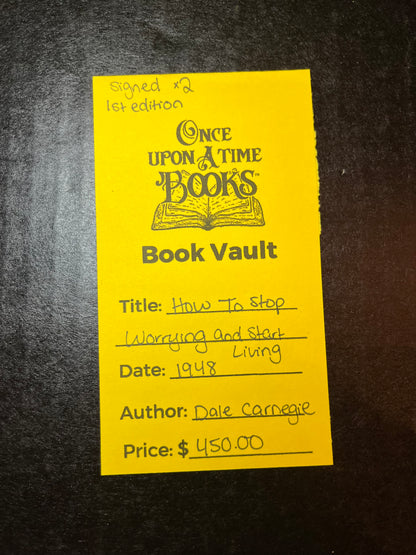 signed x2
1st edition
ONCE
UPON A TIME
BOOKS™
Book Vault
Title: How To Stop
Worrying and Start
Living
Date: 1948
Author: Dale Carnegie
Price: $ 450.00